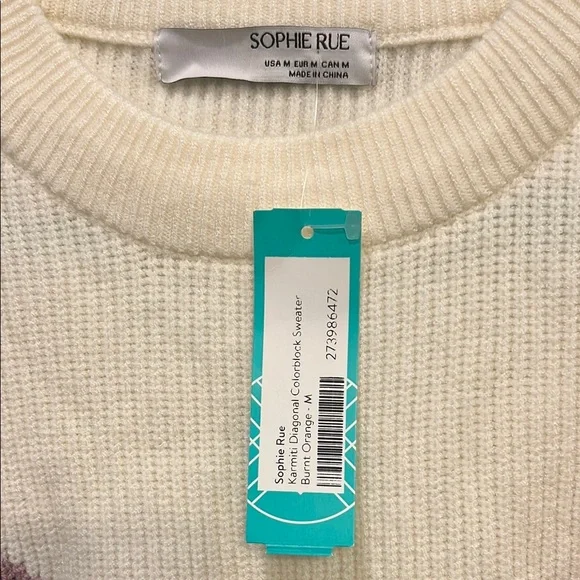 SOPHIE RUE
USA M EUR M CAN M
MADE IN CHINA
Sophie Rue
Karmiti Diagonal Colorblock Sweater
Burnt Orange - M
273986472